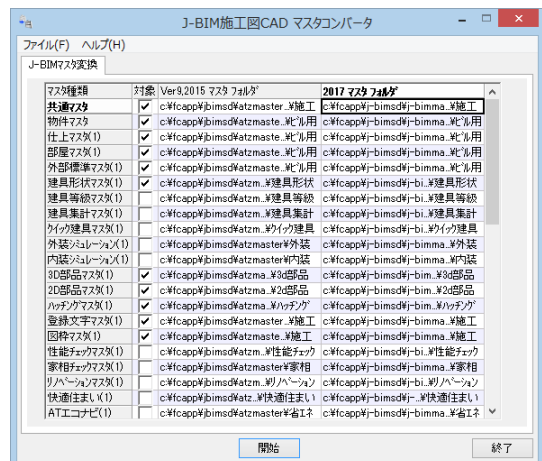 J-BIM施工図CAD マスタコンバータ
ファイル(F) ヘルプ(H)
J-BIMマスタ変換
マスタ種類 対象 Ver9,2015 マスタ フォルダ 2017 マスタ フォルダ
共通マスタ c:¥fcapp¥jbimsd¥atzmaster..¥施工 c:¥fcapp¥j-bimsd¥j-bimma..¥施工
物件マスタ c:¥fcapp¥jbimsd¥atzmaste..¥ビル用 c:¥fcapp¥j-bimsd¥j-bimma..¥ビル用
仕上マスタ(1) c:¥fcapp¥jbimsd¥atzmaste..¥ビル用 c:¥fcapp¥j-bimsd¥j-bimma..¥ビル用
部屋マスタ(1) c:¥fcapp¥jbimsd¥atzmaste..¥ビル用 c:¥fcapp¥j-bimsd¥j-bimma..¥ビル用
外部標準マスタ(1) c:¥fcapp¥jbimsd¥atzmaste..¥ビル用 c:¥fcapp¥j-bimsd¥j-bimma..¥ビル用
建具形状マスタ(1) c:¥fcapp¥jbimsd¥atzm..¥建具形状 c:¥fcapp¥j-bimsd¥j-bi..¥建具形状
建具等級マスタ(1) c:¥fcapp¥jbimsd¥atzm..¥建具等級 c:¥fcapp¥j-bimsd¥j-bi..¥建具等級
建具集計マスタ(1) c:¥fcapp¥jbimsd¥atzm..¥建具集計 c:¥fcapp¥j-bimsd¥j-bi..¥建具集計
クイック建具マスタ(1) c:¥fcapp¥jbimsd¥atzm..¥クイック建具 c:¥fcapp¥j-bimsd¥j-bi..¥クイック建具
外装シミュレーション(1) c:¥fcapp¥jbimsd¥atzmaster¥外装 c:¥fcapp¥j-bimsd¥j-bimma..¥外装
内装シミュレーション(1) c:¥fcapp¥jbimsd¥atzmaster¥内装 c:¥fcapp¥j-bimsd¥j-bimma..¥内装
3D部品マスタ(1) c:¥fcapp¥jbimsd¥atzma..¥3d部品 c:¥fcapp¥j-bimsd¥j-bim..¥3d部品
2D部品マスタ(1) c:¥fcapp¥jbimsd¥atzma..¥2d部品 c:¥fcapp¥j-bimsd¥j-bim..¥2d部品
ハッチングマスタ(1) c:¥fcapp¥jbimsd¥atzma..¥ハッチング c:¥fcapp¥j-bimsd¥j-bim..¥ハッチング
登録文字マスタ(1) c:¥fcapp¥jbimsd¥atzmaster..¥施工 c:¥fcapp¥j-bimsd¥j-bimma..¥施工
図枠マスタ(1) c:¥fcapp¥jbimsd¥atzmaster..¥施工 c:¥fcapp¥j-bimsd¥j-bimma..¥施工
性能チェックマスタ(1) c:¥fcapp¥jbimsd¥atzm..¥性能チェック c:¥fcapp¥j-bimsd¥j-bi..¥性能チェック
家相チェックマスタ(1) c:¥fcapp¥jbimsd¥atzmaster¥家相 c:¥fcapp¥j-bimsd¥j-bimma..¥家相
リノベーションマスタ(1) c:¥fcapp¥jbimsd¥atzm..¥リノベーション c:¥fcapp¥j-bimsd¥j-bi..¥リノベーション
快適住まい(1) c:¥fcapp¥jbimsd¥atz..¥快適住まい c:¥fcapp¥j-bimsd¥j-..¥快適住まい
ATエコナビ(1) c:¥fcapp¥jbimsd¥atzmaster¥省エネ c:¥fcapp¥j-bimsd¥j-bimma..¥省エネ
開始 終了